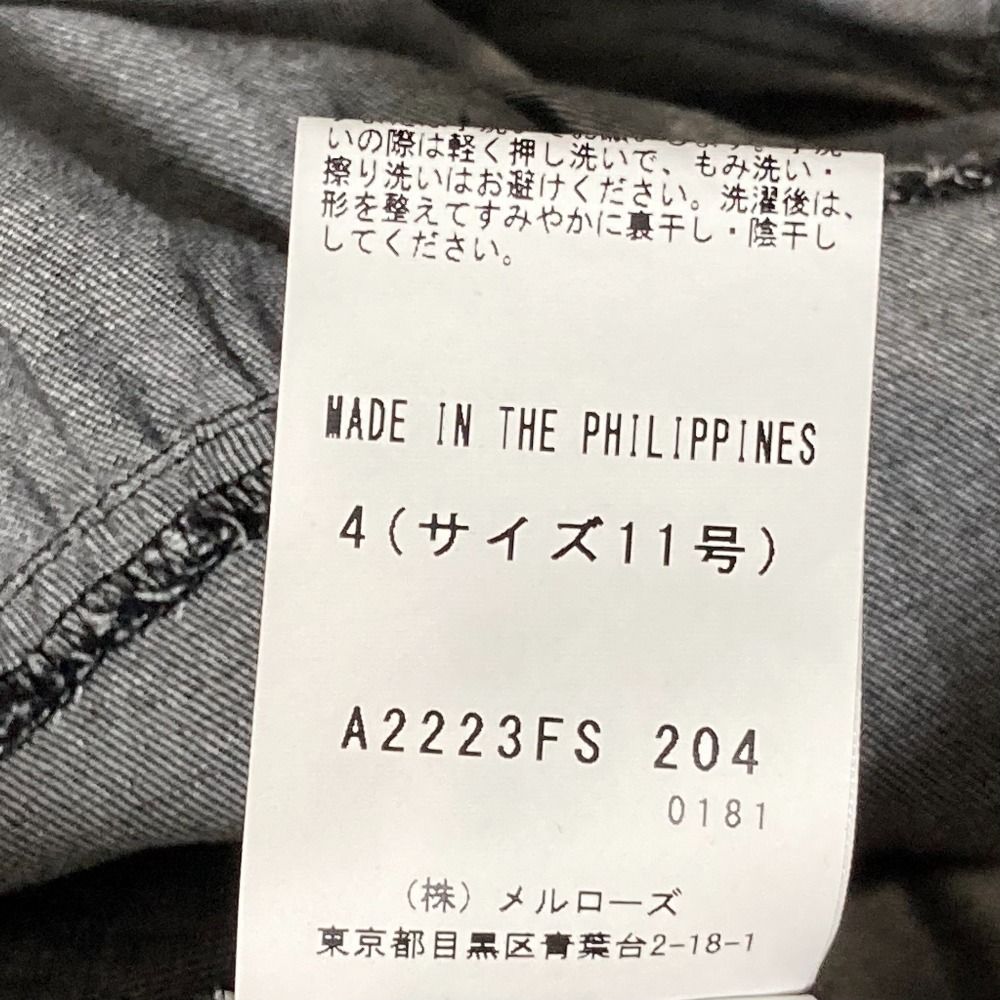 いの際は軽く押し洗いで、もみ洗い・
擦り洗いはお避けください。洗濯後は、
形を整えてすみやかに裏干し・陰干し
してください。
MADE IN THE PHILIPPINES
4(サイズ11号)
A2223FS 204
0181
(株)メルローズ
東京都目黒区青葉台2-18-1